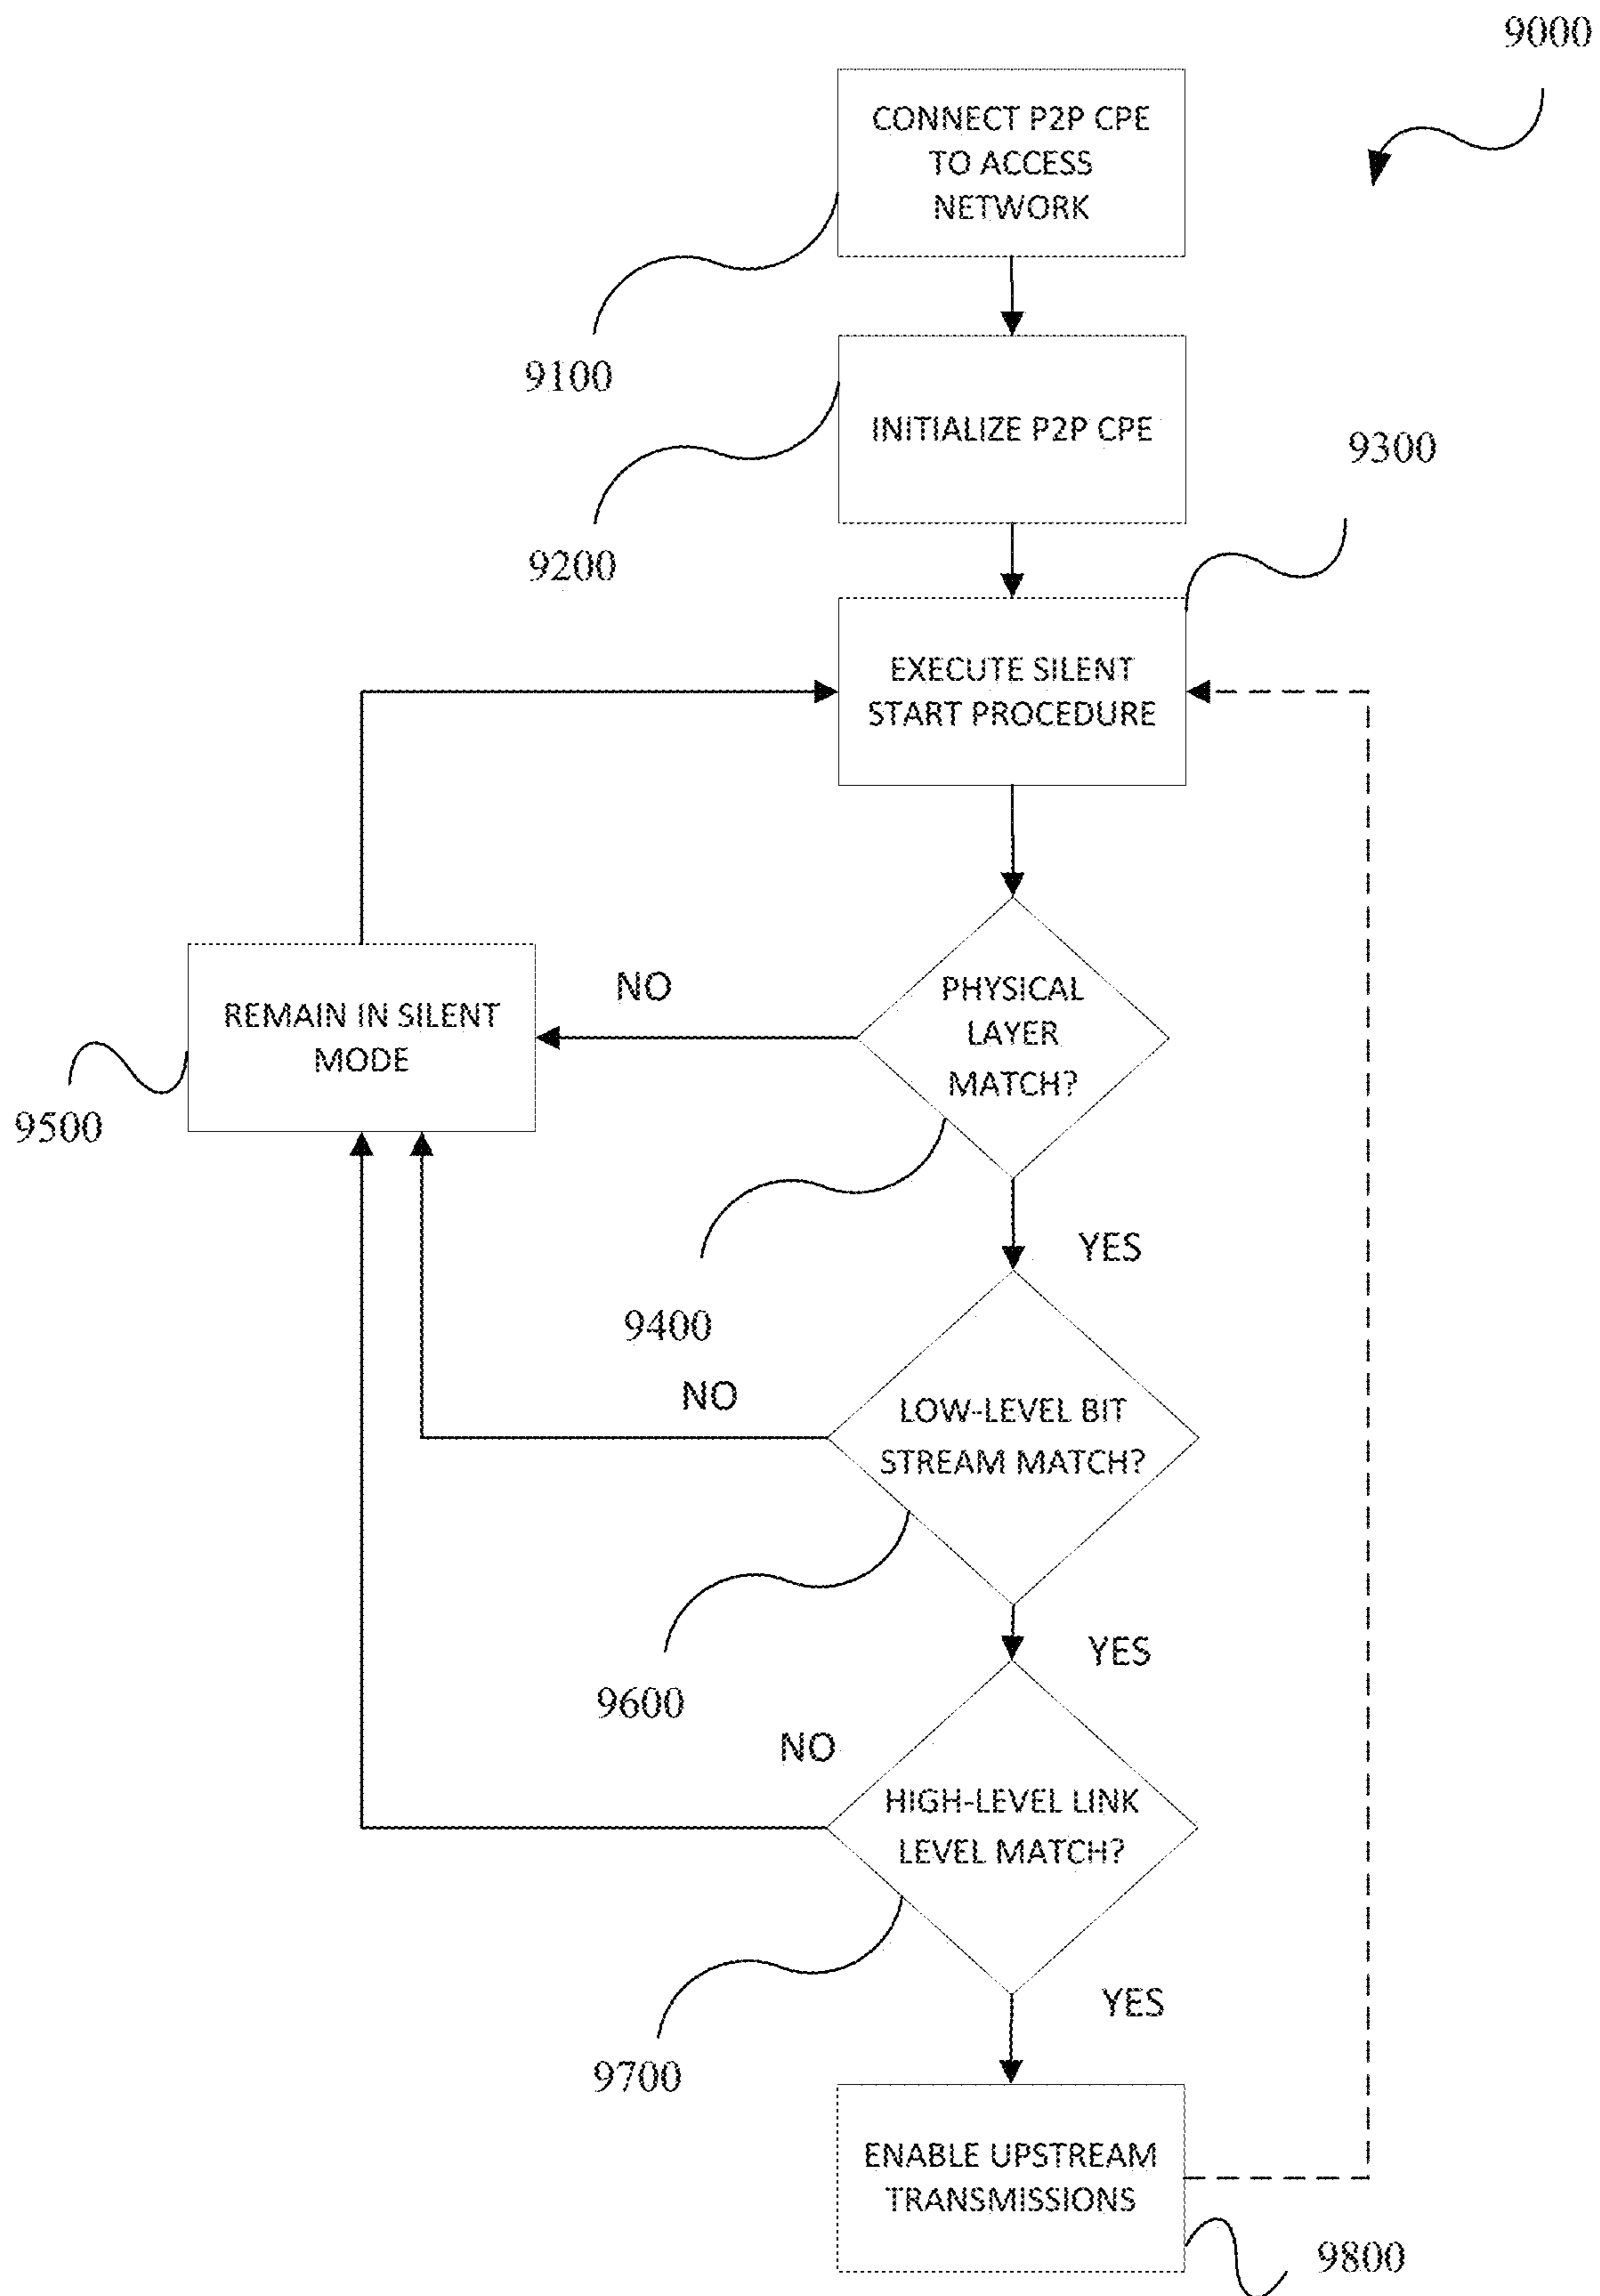 9000
CONNECT P2P CPE
TO ACCESS
NETWORK
9100
INITIALIZE P2P CPE
9300
9200
EXECUTE SILENT
START PROCEDURE
NO
PHYSICAL
LAYER
MATCH?
REMAIN IN SILENT
MODE
9500
YES
9400
NO
LOW-LEVEL BIT
STREAM MATCH?
YES
9600
NO
HIGH-LEVEL LINK
LEVEL MATCH?
YES
9700
ENABLE UPSTREAM
TRANSMISSIONS
9800